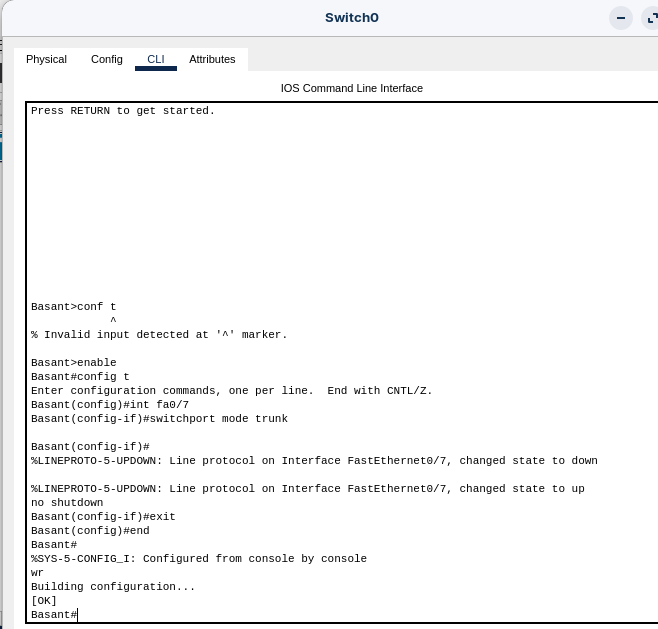 Switch0
Physical Config CLI Attributes
IOS Command Line Interface
Press RETURN to get started.
Basant>conf t
^
% Invalid input detected at '^' marker.
Basant>enable
Basant#config t
Enter configuration commands, one per line.  End with CNTL/Z.
Basant(config)#int fa0/7
Basant(config-if)#switchport mode trunk
Basant(config-if)#
%LINEPROTO-5-UPDOWN: Line protocol on Interface FastEthernet0/7, changed state to down
%LINEPROTO-5-UPDOWN: Line protocol on Interface FastEthernet0/7, changed state to up
no shutdown
Basant(config-if)#exit
Basant(config)#end
Basant#
%SYS-5-CONFIG_I: Configured from console by console
wr
Building configuration...
[OK]
Basant#